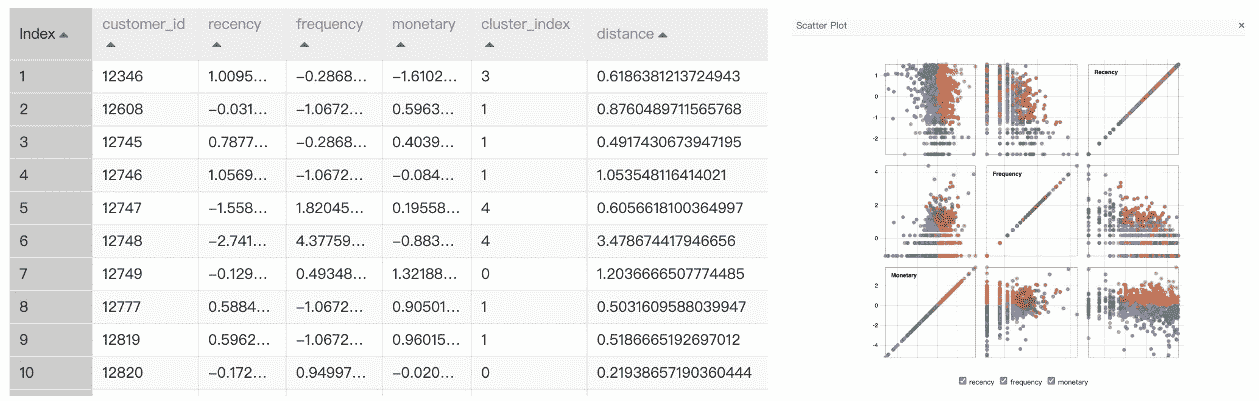 Index customer_id recency frequency monetary cluster_index distance
1 12346 1.0095... −0.2868... −1.6102... 3 0.6186381213724943
2 12608 −0.031... −1.0672... 0.5963... 1 0.8760489711565768
3 12745 0.7877... −0.2868... 0.4039... 1 0.4917430673947195
4 12746 1.0569... −1.0672... −0.084... 1 1.053548116414021
5 12747 −1.558... 1.82045... 0.19558... 4 0.6056618100364997
6 12748 −2.741... 4.37759... −0.883... 4 3.478674417946656
7 12749 −0.129... 0.49348... 1.32188... 0 1.2036666507774485
8 12777 0.5884... −1.0672... 0.90501... 1 0.5031609588039947
9 12819 0.5962... −1.0672... 0.96015... 1 0.5186665192697012
10 12820 −0.172... 0.94997... −0.020... 0 0.21938657190360444
Scatter Plot ×
1
0
-1
-2
Recency
4
2
0
Frequency
Monetary
2
0
-2
-4
recency frequency monetary